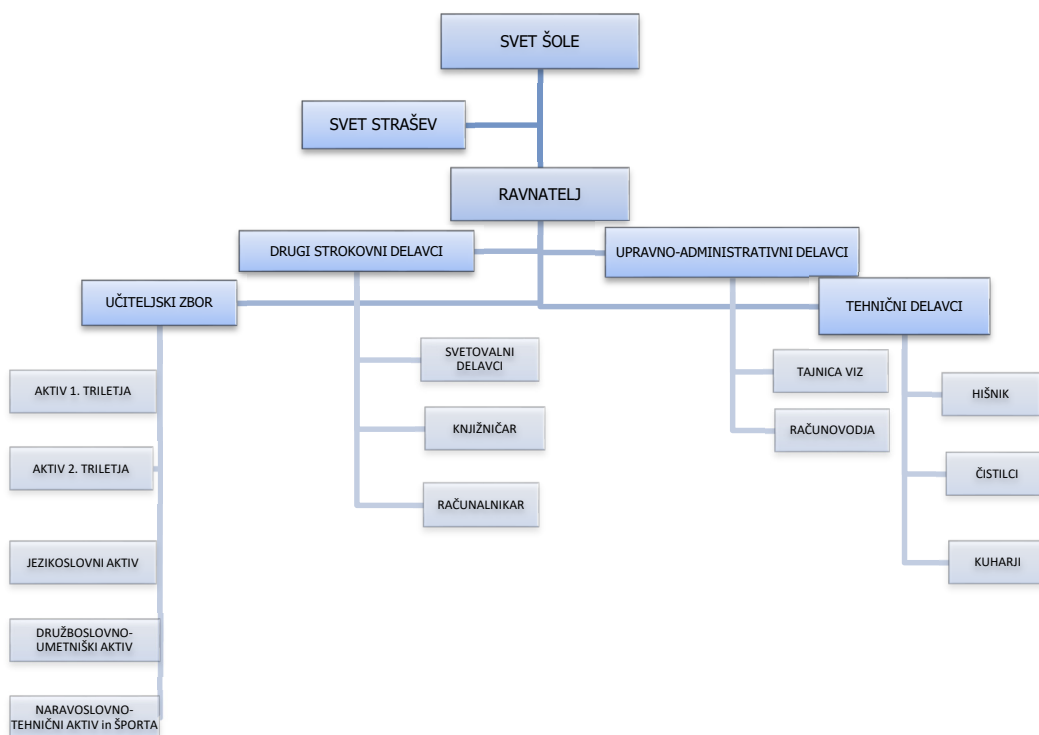 SVET ŠOLE
SVET STRAŠEV
RAVNATELJ
DRUGI STROKOVNI DELAVCI
UPRAVNO-ADMINISTRATIVNI DELAVCI
UČITELJSKI ZBOR
TEHNIČNI DELAVCI
AKTIV 1. TRILETJA
AKTIV 2. TRILETJA
JEZIKOSLOVNI AKTIV
DRUŽBOSLOVNO-
UMETNIŠKI AKTIV
NARAVOSLOVNO-
TEHNIČNI AKTIV in ŠPORTA
SVETOVALNI
DELAVCI
KNJIŽNIČAR
RAČUNALNIKAR
TAJNICA VIZ
RAČUNOVODJA
HIŠNIK
ČISTILCI
KUHARJI